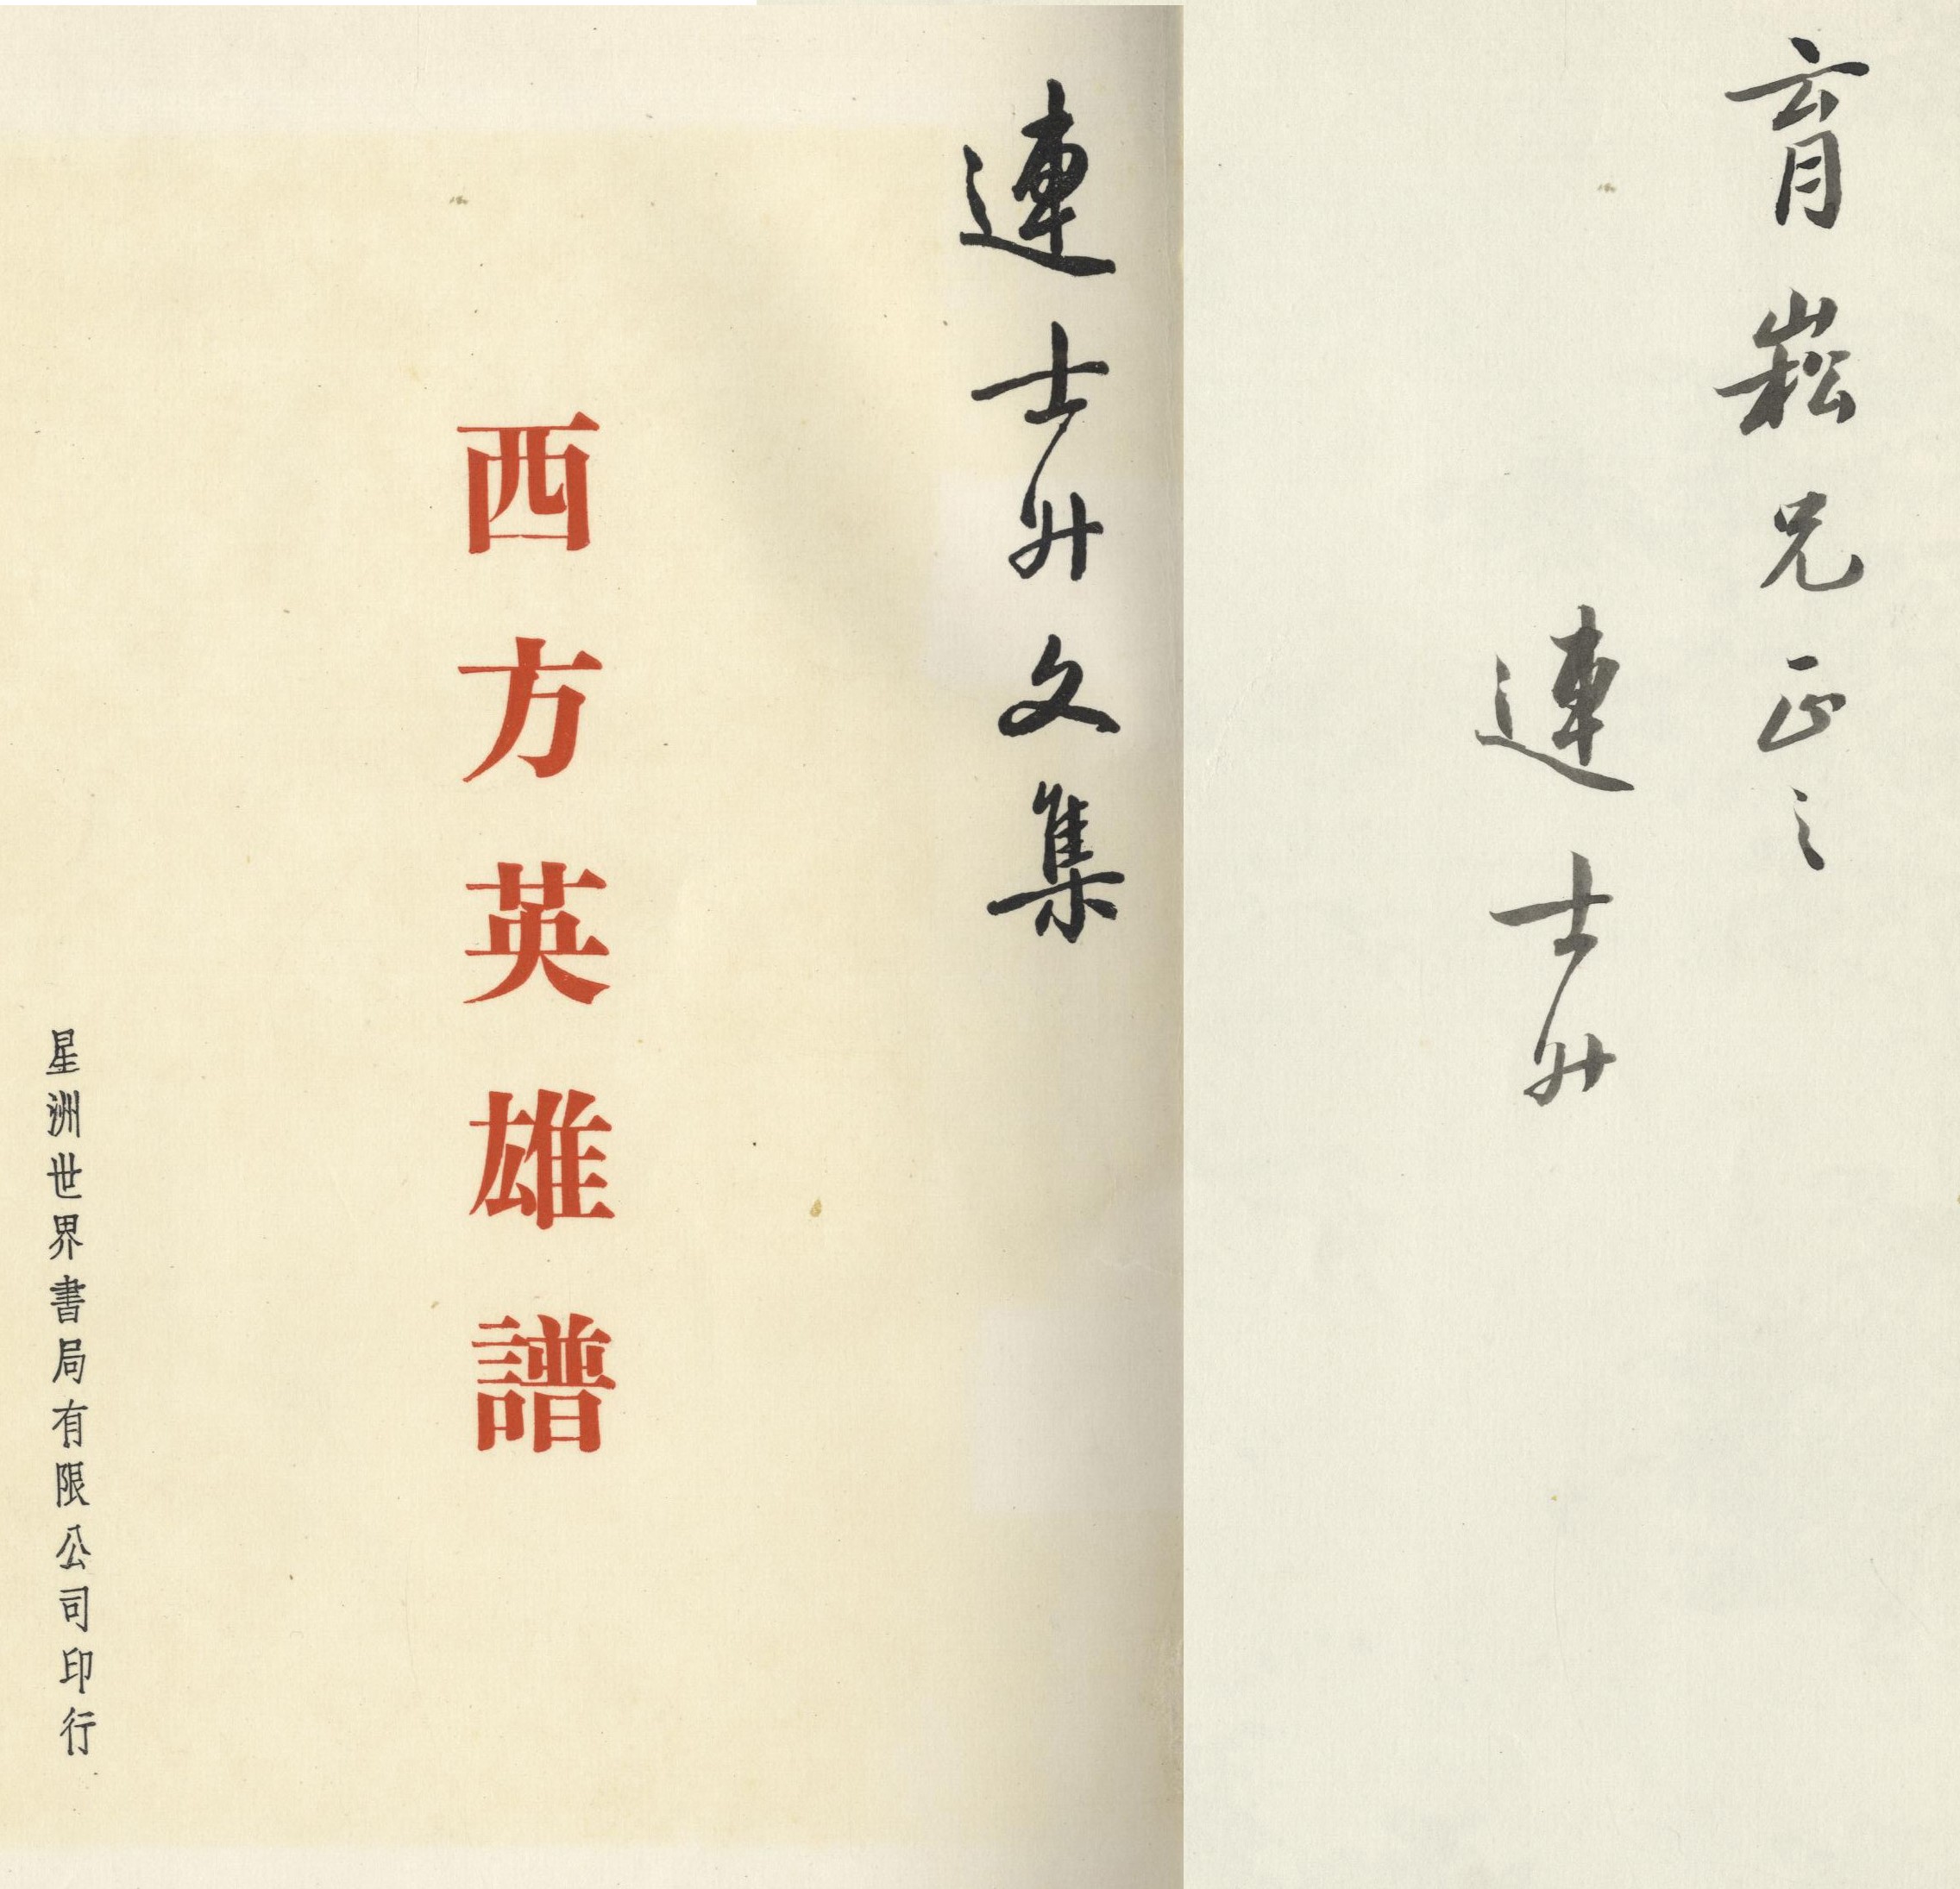 育崧兄正之
連士升
連士升文集
西方英雄譜
星洲世界書局有限公司印行